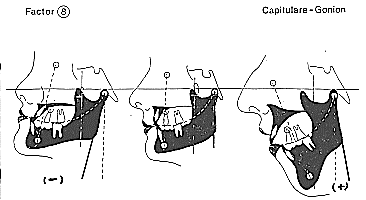 Factor ⑧
Capitulare-Gonion
(-)
(+)